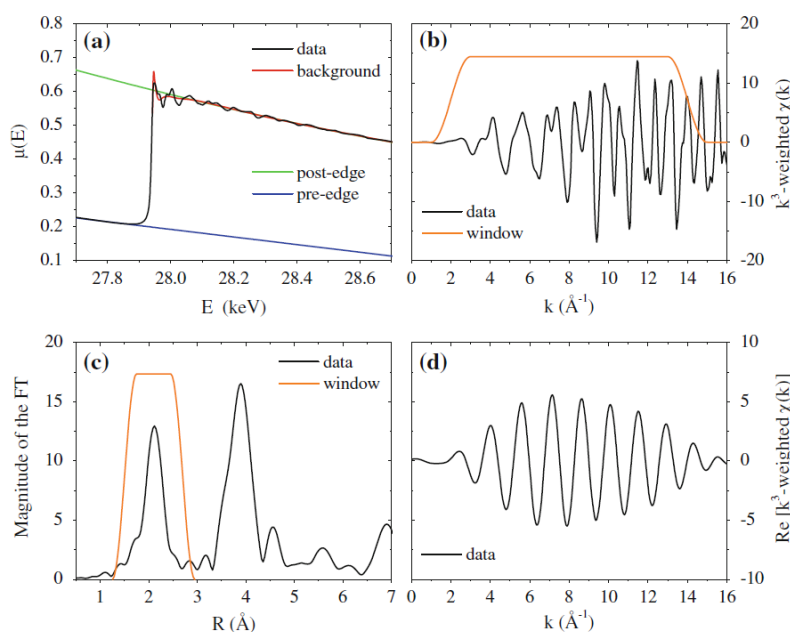 (a)
data
background
post-edge
pre-edge
μ(E)
0.8
0.7
0.6
0.5
0.4
0.3
0.2
0.1
27.8 28.0 28.2 28.4 28.6
E (keV)
(b)
data
window
20
10
0
-10
-20
k³-weighted χ(k)
0 2 4 6 8 10 12 14 16
k (Å⁻¹)
(c)
data
window
Magnitude of the FT
20
15
10
5
0
1 2 3 4 5 6 7
R (Å)
(d)
data
10
5
0
-5
-10
Re [k³-weighted χ(k)]
0 2 4 6 8 10 12 14 16
k (Å⁻¹)